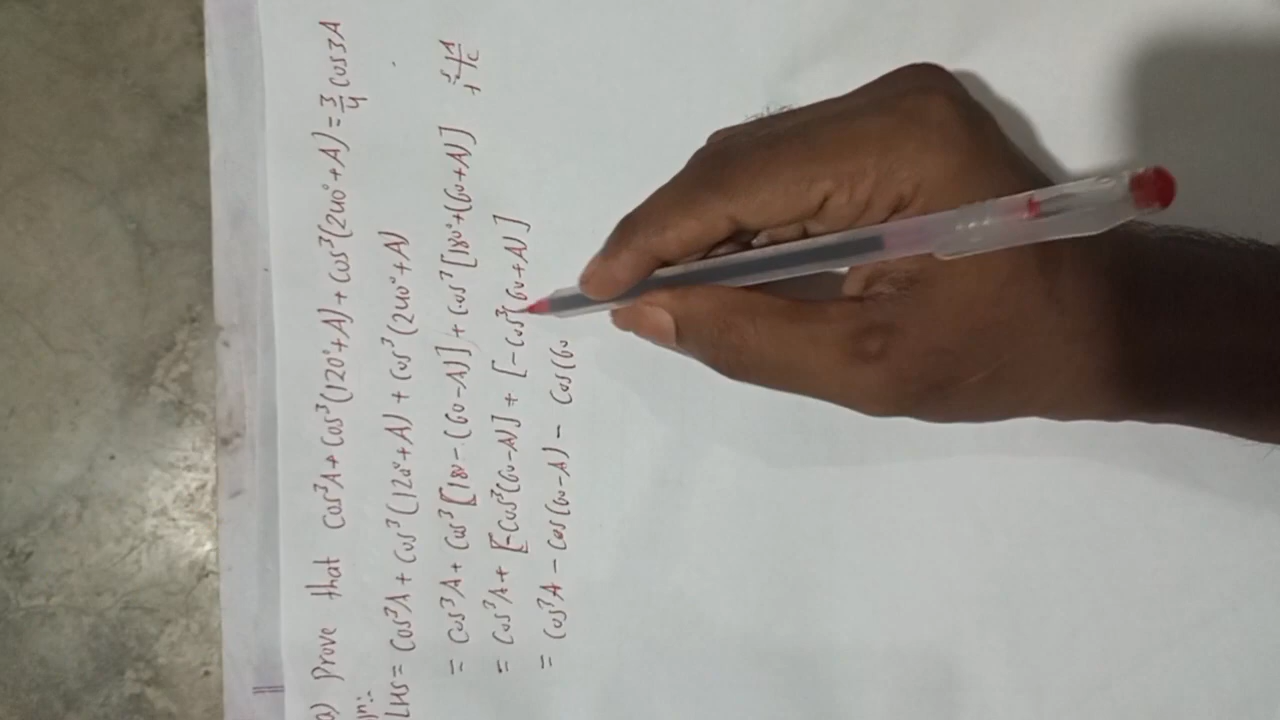 a) Prove that Cos³A + Cos³(120°+A) + Cos³(240°+A) = 3/4 Cos3A
LHS = Cos³A + Cos³(120°+A) + Cos³(240°+A)
= Cos³A + Cos³[180-(60-A)] + Cos³[180+(60+A)]
= Cos³A + [-Cos³(60-A)] + [-Cos³(60+A)]
= Cos³A - Cos(60-A) - Cos(60